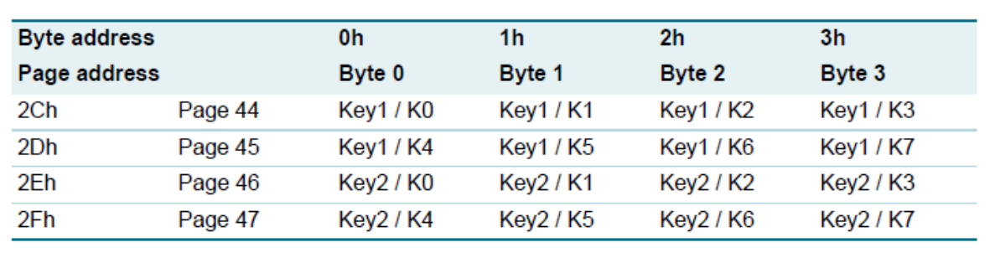 Byte address 0h 1h 2h 3h
Page address Byte 0 Byte 1 Byte 2 Byte 3
2Ch Page 44 Key1 / K0 Key1 / K1 Key1 / K2 Key1 / K3
2Dh Page 45 Key1 / K4 Key1 / K5 Key1 / K6 Key1 / K7
2Eh Page 46 Key2 / K0 Key2 / K1 Key2 / K2 Key2 / K3
2Fh Page 47 Key2 / K4 Key2 / K5 Key2 / K6 Key2 / K7